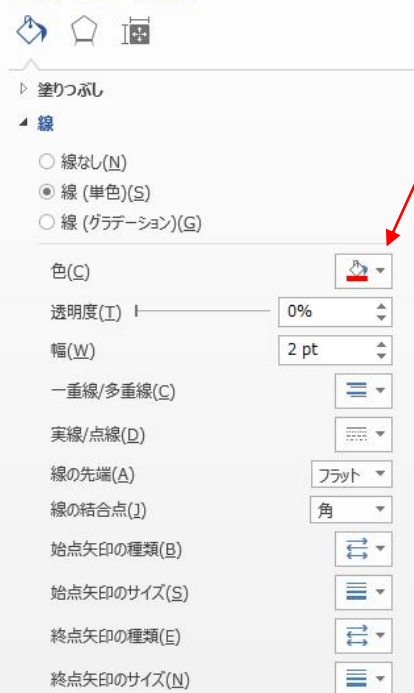 塗りつぶし
線
線なし(N)
線 (単色)(S)
線 (グラデーション)(G)
色(C)
透明度(T) 0%
幅(W) 2 pt
一重線/多重線(C)
実線/点線(D)
線の先端(A) フラット
線の結合点(J) 角
始点矢印の種類(B)
始点矢印のサイズ(S)
終点矢印の種類(E)
終点矢印のサイズ(N)